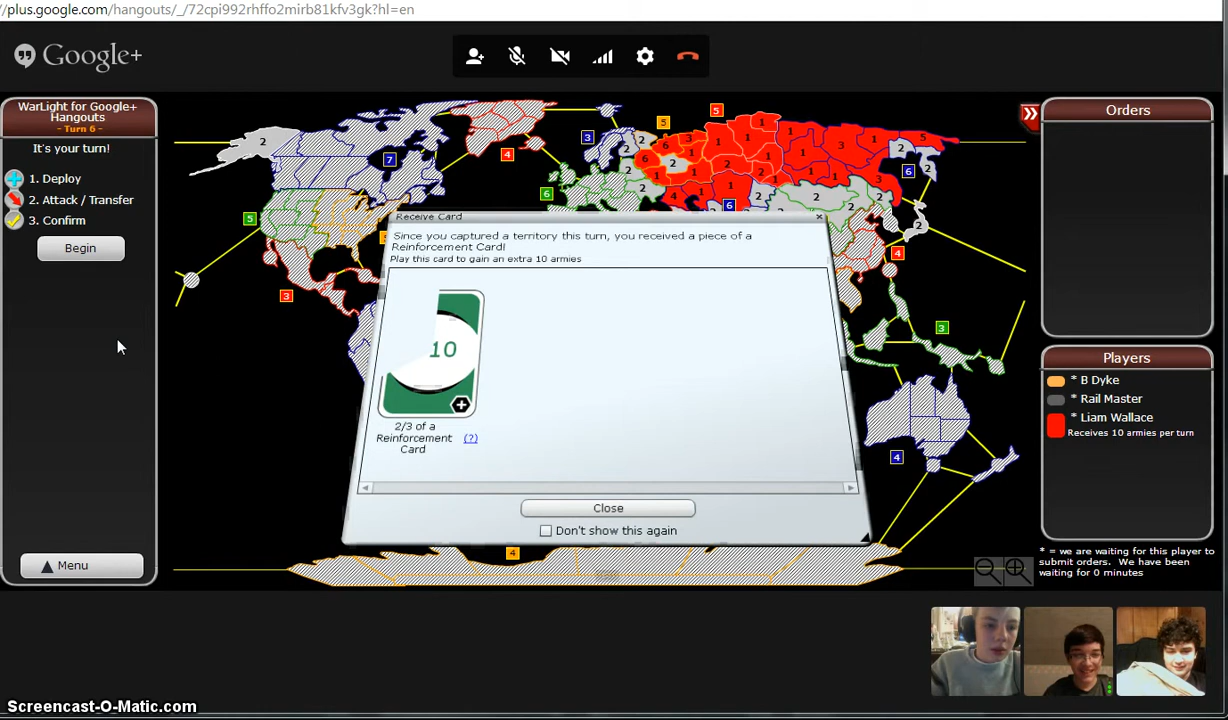 /plus.google.com/hangouts/_/72cpi992rhffo2mirb81kfv3gk?hl=en
Google+
WarLight for Google+
Hangouts
- Turn 6 -
It's your turn!
1. Deploy
2. Attack / Transfer
3. Confirm
Begin
Menu
Receive Card
Since you captured a territory this turn, you received a piece of a
Reinforcement Card!
Play this card to gain an extra 10 armies
10
2/3 of a
Reinforcement (?)
Card
Close
Don't show this again
Orders
Players
* B Dyke
* Rail Master
* Liam Wallace
Receives 10 armies per turn
* = we are waiting for this player to
submit orders. We have been
waiting for 0 minutes
Screencast-O-Matic.com